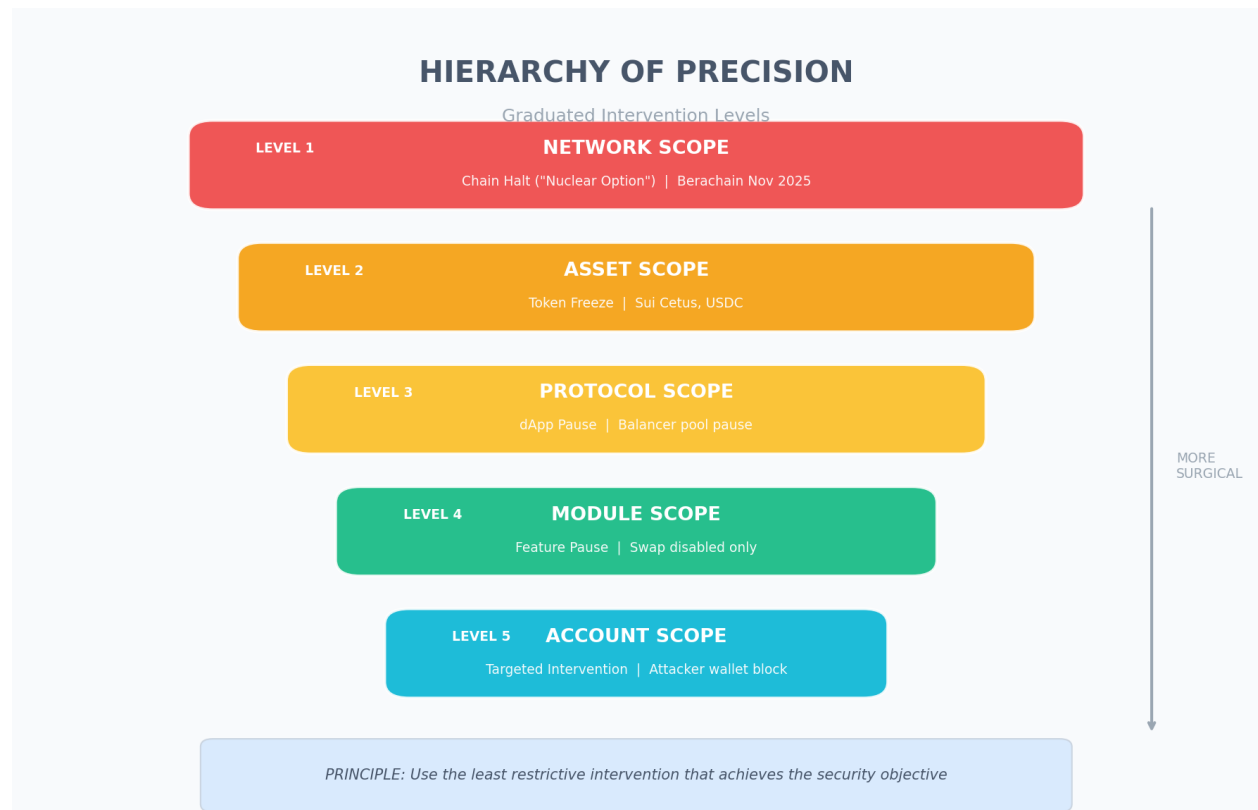 HIERARCHY OF PRECISION
Graduated Intervention Levels
LEVEL 1
NETWORK SCOPE
Chain Halt ("Nuclear Option") | Berachain Nov 2025
LEVEL 2
ASSET SCOPE
Token Freeze | Sui Cetus, USDC
LEVEL 3
PROTOCOL SCOPE
dApp Pause | Balancer pool pause
MORE
SURGICAL
LEVEL 4
MODULE SCOPE
Feature Pause | Swap disabled only
LEVEL 5
ACCOUNT SCOPE
Targeted Intervention | Attacker wallet block
PRINCIPLE: Use the least restrictive intervention that achieves the security objective